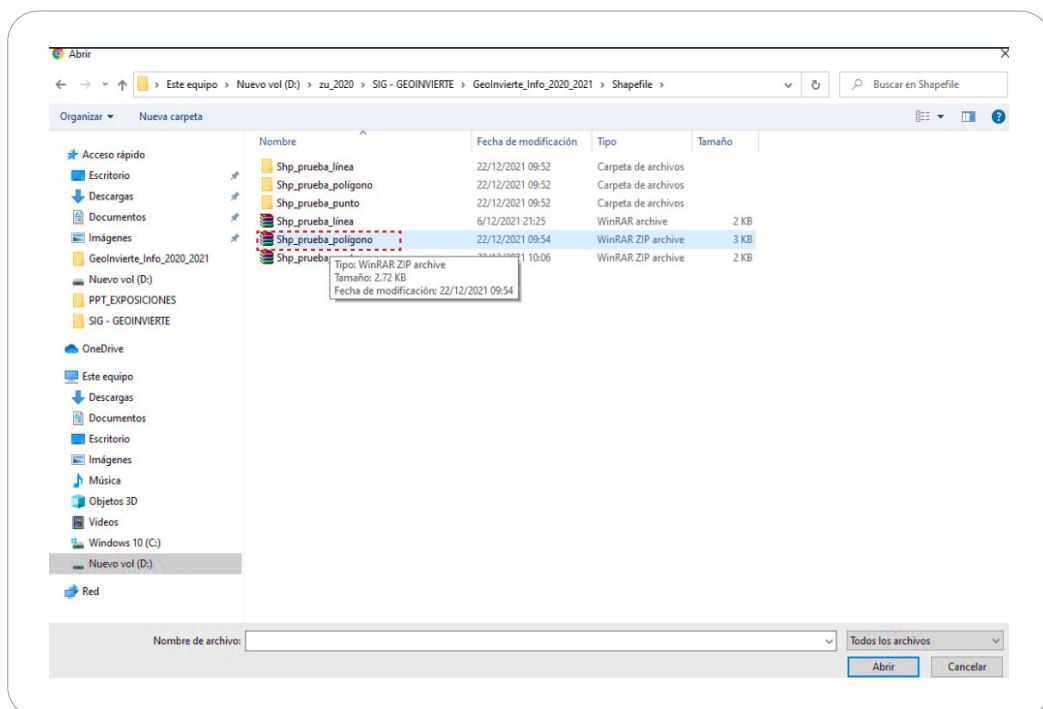 Abrir
Este equipo > Nuevo vol (D:) > zu_2020 > SIG - GEOINVIERTE > GeoInvierte_Info_2020_2021 > Shapefile >
Buscar en Shapefile
Organizar
Nueva carpeta
Nombre Fecha de modificación Tipo Tamaño
Acceso rápido
Escritorio
Descargas
Documentos
Imágenes
GeoInvierte_Info_2020_2021
Nuevo vol (D:)
PPT_EXPOSICIONES
SIG - GEOINVIERTE
OneDrive
Este equipo
Descargas
Documentos
Escritorio
Imágenes
Música
Objetos 3D
Videos
Windows 10 (C:)
Nuevo vol (D:)
Red
Shp_prueba_línea 22/12/2021 09:52 Carpeta de archivos
Shp_prueba_polígono 22/12/2021 09:52 Carpeta de archivos
Shp_prueba_punto 22/12/2021 09:52 Carpeta de archivos
Shp_prueba_línea 6/12/2021 21:25 WinRAR archive 2 KB
Shp_prueba_polígono 22/12/2021 09:54 WinRAR ZIP archive 3 KB
Shp_prueba 10:06 WinRAR ZIP archive 2 KB
Tipo: WinRAR ZIP archive
Tamaño: 2.72 KB
Fecha de modificación: 22/12/2021 09:54
Nombre de archivo:
Todos los archivos
Abrir
Cancelar